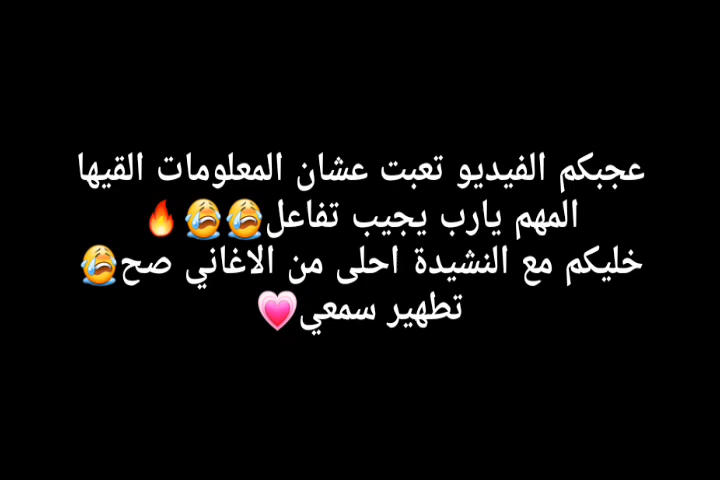 عجبكم الفيديو تعبت عشان المعلومات القيها
المهم يارب يجيب تفاعل😭😭🔥
خليكم مع النشيدة احلى من الاغاني صح😭
تطهير سمعي💗